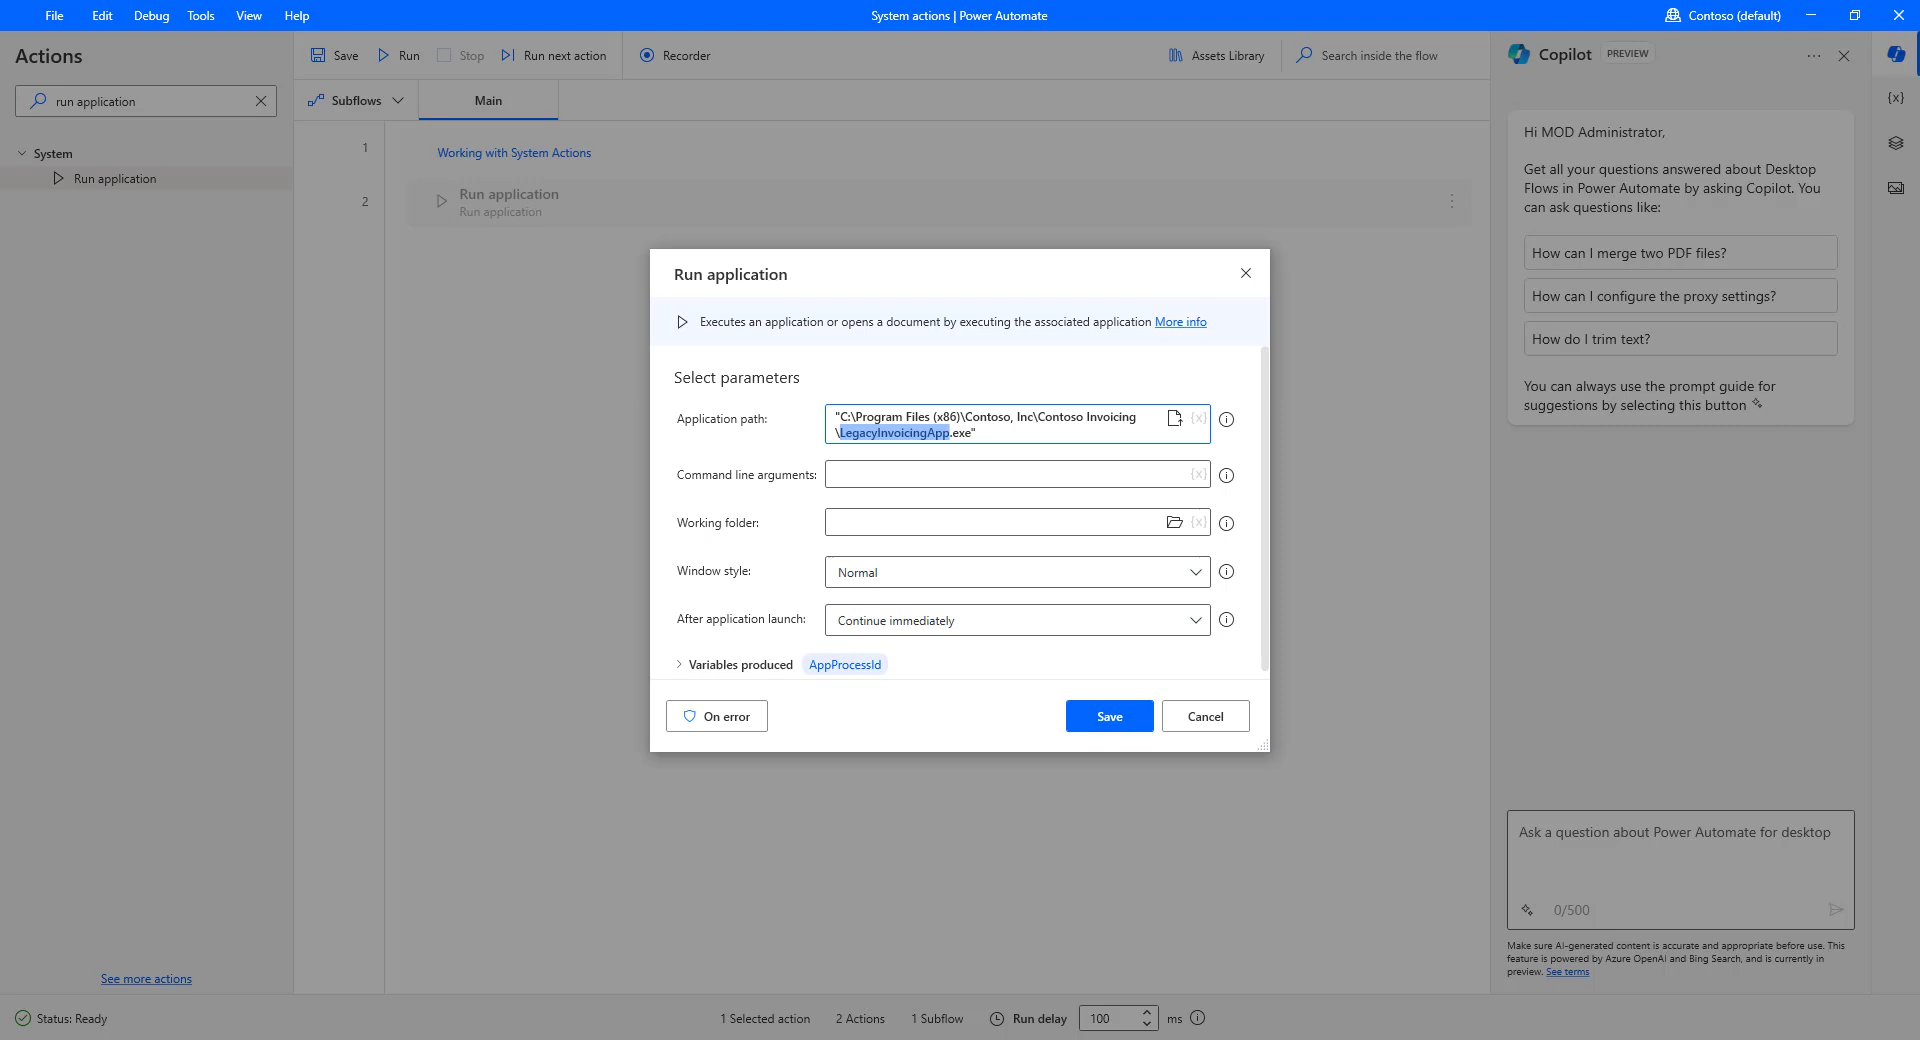 File Edit Debug Tools View Help
System actions | Power Automate
Contoso (default)
Actions
run application
System
Run application
Save Run Stop Run next action Recorder
Assets Library
Search inside the flow
Subflows
Main
1
Working with System Actions
2
Run application
Run application
Run application
Executes an application or opens a document by executing the associated application More info
Select parameters
Application path:
"C:\Program Files (x86)\Contoso, Inc\Contoso Invoicing
\LegacyInvoicingApp.exe"
{x}
Command line arguments:
{x}
Working folder:
{x}
Window style:
Normal
After application launch:
Continue immediately
Variables produced AppProcessId
On error
Save
Cancel
Copilot PREVIEW
{x}
Hi MOD Administrator,
Get all your questions answered about Desktop
Flows in Power Automate by asking Copilot. You
can ask questions like:
How can I merge two PDF files?
How can I configure the proxy settings?
How do I trim text?
You can always use the prompt guide for
suggestions by selecting this button
Ask a question about Power Automate for desktop
0/500
Make sure AI-generated content is accurate and appropriate before use. This
feature is powered by Azure OpenAI and Bing Search, and is currently in
preview. See terms
See more actions
Status: Ready
1 Selected action
2 Actions
1 Subflow
Run delay
100
ms